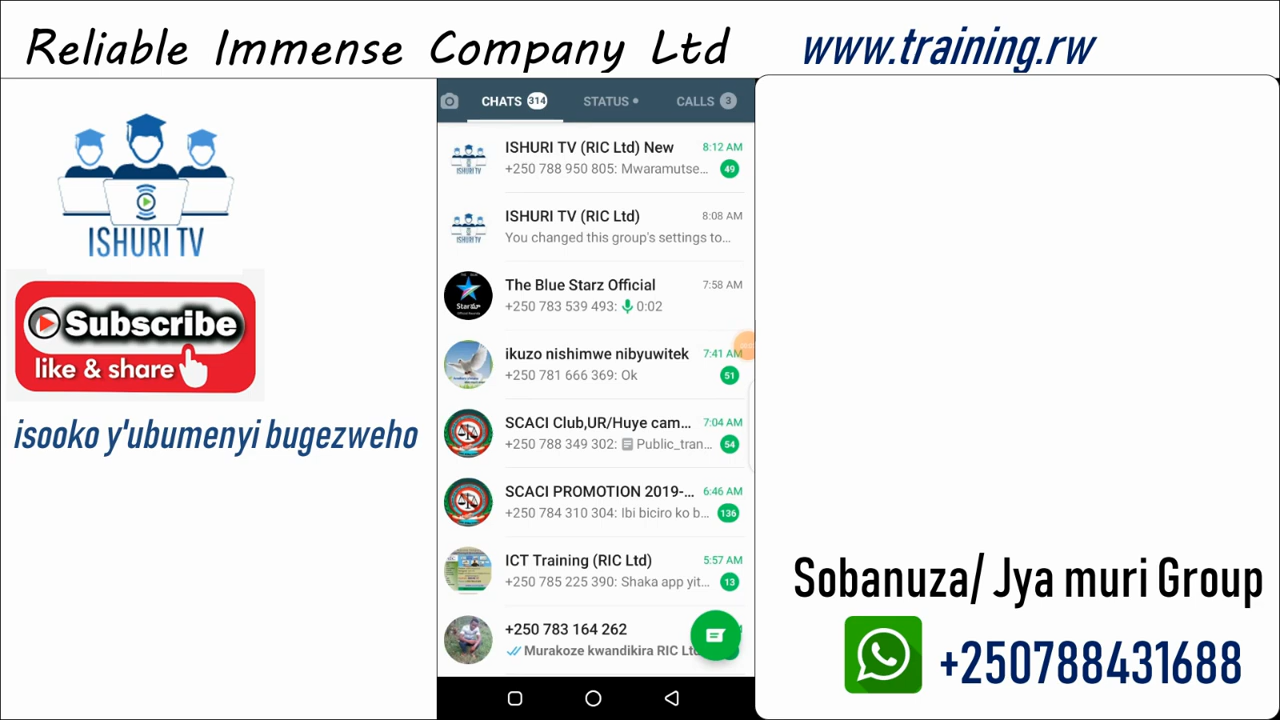 Reliable Immense Company Ltd
www.training.rw
ISHURI TV
Subscribe
like & share
isooko y'ubumenyi bugezweho
CHATS 314 STATUS • CALLS 3
ISHURI TV (RIC Ltd) New 8:12 AM
+250 788 950 805: Mwaramutse... 49
ISHURI TV (RIC Ltd) 8:08 AM
You changed this group's settings to...
The Blue Starz Official 7:58 AM
+250 783 539 493: 0:02
ikuzo nishimwe nibyuwitek 7:41 AM
+250 781 666 369: Ok 51
SCACI Club,UR/Huye cam... 7:04 AM
+250 788 349 302: Public_tran... 54
SCACI PROMOTION 2019-... 6:46 AM
+250 784 310 304: Ibi biciro ko b... 136
ICT Training (RIC Ltd) 5:57 AM
+250 785 225 390: Shaka app yit... 13
+250 783 164 262
Murakoze kwandikira RIC
Sobanuza/ Jya muri Group
+250788431688